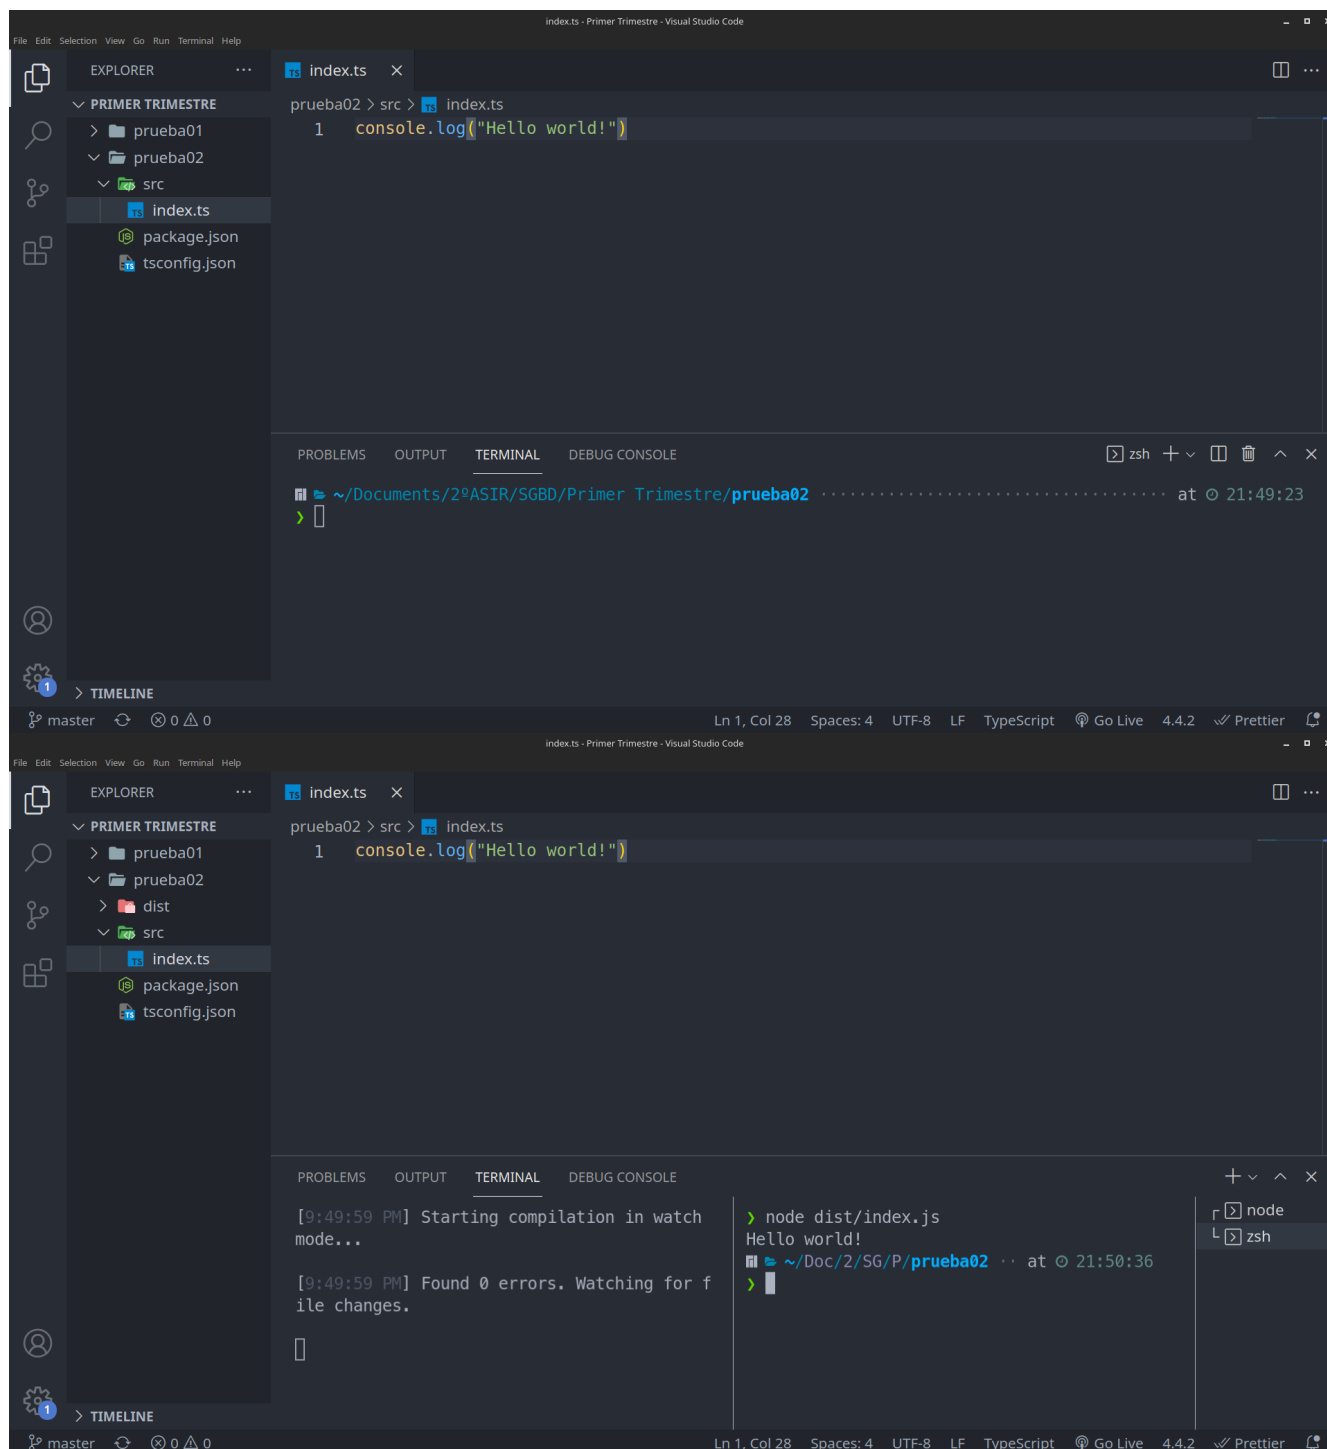 index.ts - Primer Trimestre - Visual Studio Code
File Edit Selection View Go Run Terminal Help
EXPLORER
PRIMER TRIMESTRE
prueba01
prueba02
src
index.ts
package.json
tsconfig.json
TIMELINE
index.ts
prueba02 > src > index.ts
1 console.log("Hello world!")
PROBLEMS OUTPUT TERMINAL DEBUG CONSOLE
zsh
~/Documents/2ºASIR/SGBD/Primer Trimestre/prueba02 at 21:49:23
❯
1
master 0 0 Ln 1, Col 28 Spaces: 4 UTF-8 LF TypeScript Go Live 4.4.2 Prettier
index.ts - Primer Trimestre - Visual Studio Code
File Edit Selection View Go Run Terminal Help
EXPLORER
PRIMER TRIMESTRE
prueba01
prueba02
dist
src
index.ts
package.json
tsconfig.json
TIMELINE
index.ts
prueba02 > src > index.ts
1 console.log("Hello world!")
PROBLEMS OUTPUT TERMINAL DEBUG CONSOLE
[9:49:59 PM] Starting compilation in watch
mode...
[9:49:59 PM] Found 0 errors. Watching for f
ile changes.
❯ node dist/index.js
Hello world!
~/Doc/2/SG/P/prueba02 ·· at 21:50:36
❯
node
zsh
1
master 0 0 Ln 1, Col 28 Spaces: 4 UTF-8 LF TypeScript Go Live 4.4.2 Prettier